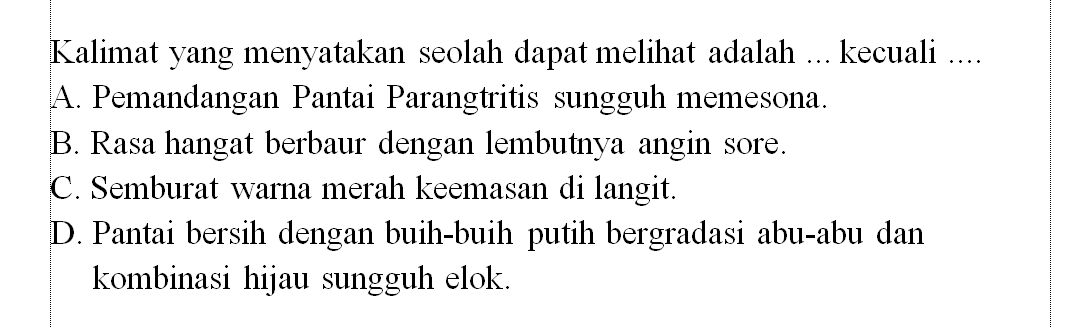 Kalimat yang menyatakan seolah dapat melihat adalah ... kecuali ....
A. Pemandangan Pantai Parangtritis sungguh memesona.
B. Rasa hangat berbaur dengan lembutnya angin sore.
C. Semburat warna merah keemasan di langit.
D. Pantai bersih dengan buih-buih putih bergradasi abu-abu dan
kombinasi hijau sungguh elok.